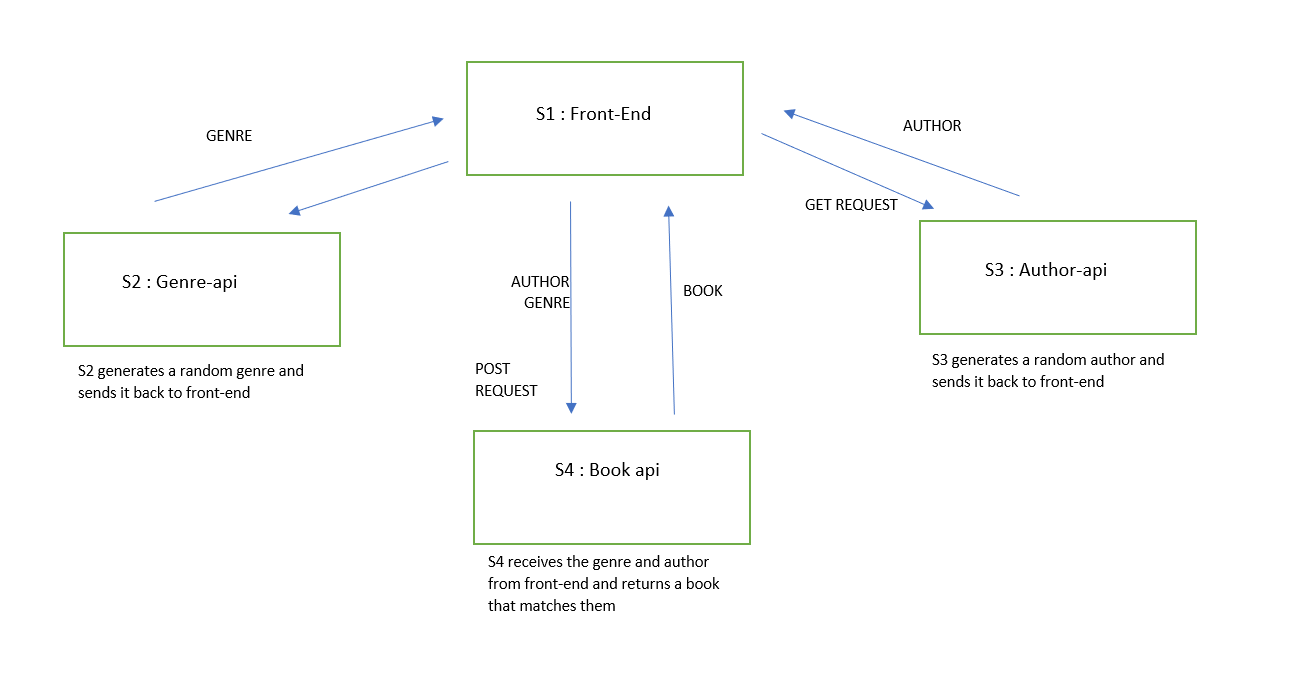 S1 : Front-End
GENRE
AUTHOR
GET REQUEST
S2 : Genre-api
S3 : Author-api
AUTHOR
GENRE
BOOK
S2 generates a random genre and
sends it back to front-end
POST
REQUEST
S3 generates a random author and
sends it back to front-end
S4 : Book api
S4 receives the genre and author
from front-end and returns a book
that matches them